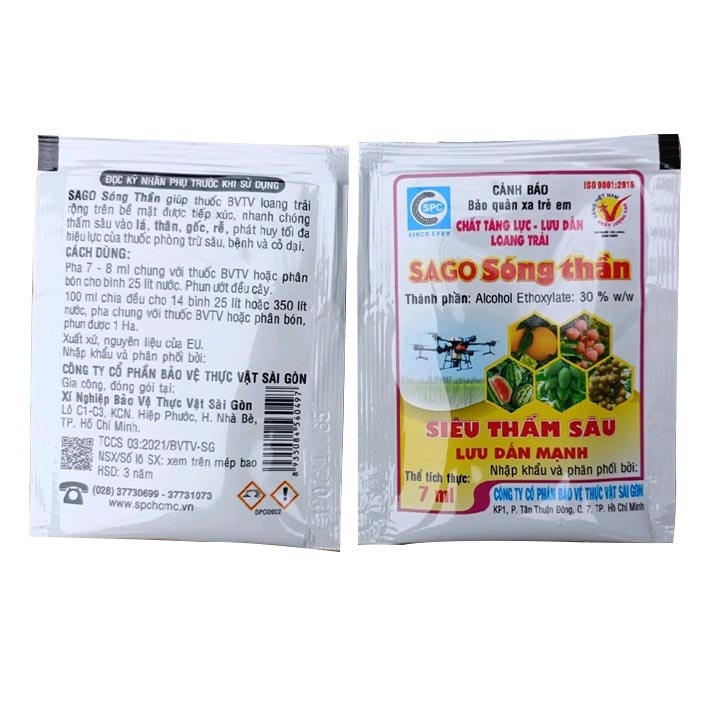 ĐỌC KỸ NHÃN PHỤ TRƯỚC KHI SỬ DỤNG
SAGO Sóng Thần giúp thuốc BVTV loang trải
rộng trên bề mặt được tiếp xúc, nhanh chóng
thấm sâu vào lá, thân, gốc, rễ, phát huy tối đa
hiệu lực của thuốc phòng trừ sâu, bệnh và cỏ dại.
CÁCH DÙNG:
Pha 7 - 8 ml chung với thuốc BVTV hoặc phân
bón cho bình 25 lít nước. Phun ướt đều cây.
100 ml chia đều cho 14 bình 25 lít hoặc 350 lít
nước, pha chung với thuốc BVTV hoặc phân bón,
phun được 1 Ha.
Xuất xứ, nguyên liệu của EU.
Nhập khẩu và phân phối bởi:
CÔNG TY CỔ PHẦN BẢO VỆ THỰC VẬT SÀI GÒN
Gia công, đóng gói tại:
Xí Nghiệp Bảo Vệ Thực Vật Sài Gòn
Lô C1-C3, KCN. Hiệp Phước, H. Nhà Bè,
TP. Hồ Chí Minh.
TCCS 03:2021/BVTV-SG
NSX/Số lô SX: xem trên mép bao
HSD: 3 năm
(028) 37730699 - 37731073
www.spchcmc.vn
SPC0922
8935084560497
SPC
SINCE 1989
CẢNH BÁO
Bảo quản xa trẻ em
ISO 9001:2015
CHẤT TĂNG LỰC - LƯU DẪN
LOANG TRẢI
SAGO Sóng thần
Thành phần: Alcohol Ethoxylate: 30 % w/w
SIÊU THẤM SÂU
LƯU DẪN MẠNH
Nhập khẩu và phân phối bởi:
Thể tích thực:
7 ml
CÔNG TY CỔ PHẦN BẢO VỆ THỰC VẬT SÀI GÒN
KP1, P. Tân Thuận Đông, Q. 7, TP. Hồ Chí Minh